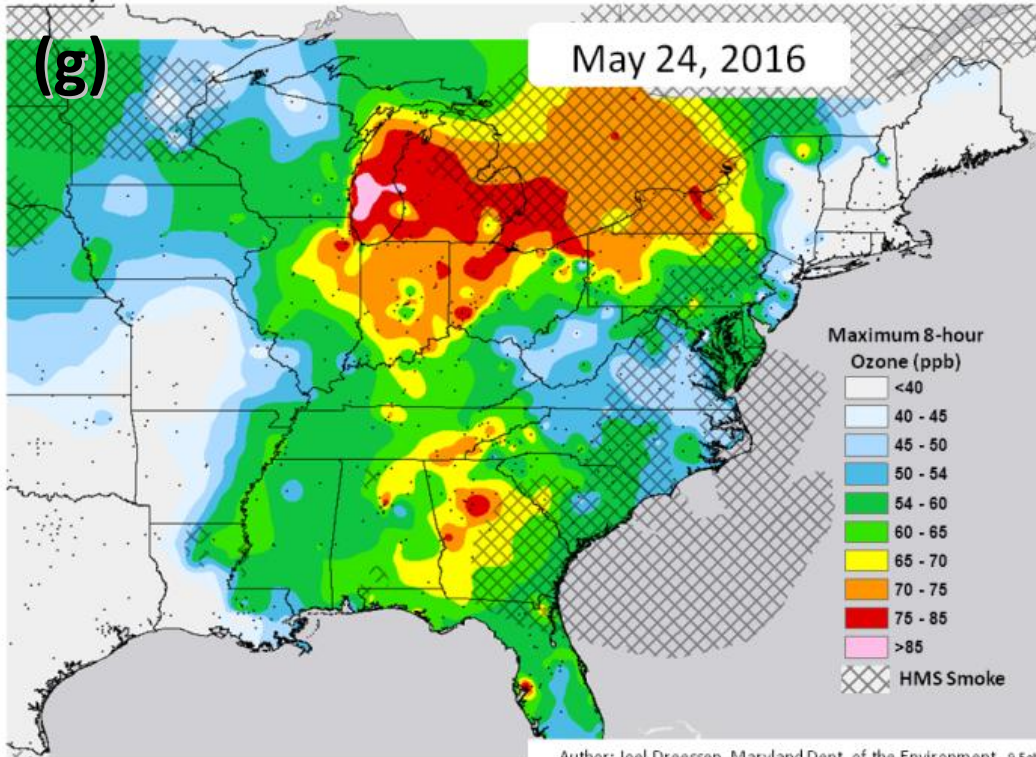 (g)
May 24, 2016
Maximum 8-hour
Ozone (ppb)
<40
40 - 45
45 - 50
50 - 54
54 - 60
60 - 65
65 - 70
70 - 75
75 - 85
>85
HMS Smoke
Author: Joel Dreessen, Maryland Dept. of the Environment